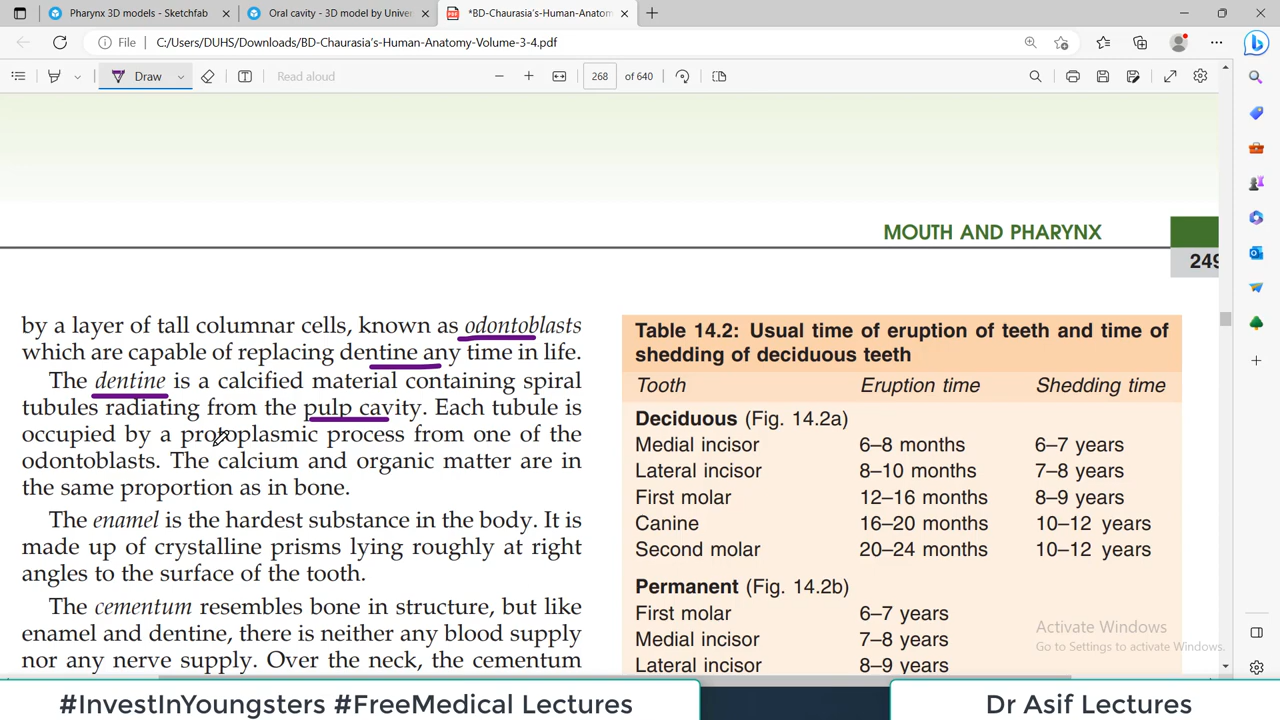 Pharynx 3D models - Sketchfab
Oral cavity - 3D model by Univer
*BD-Chaurasia's-Human-Anatom
File
C:/Users/DUHS/Downloads/BD-Chaurasia's-Human-Anatomy-Volume-3-4.pdf
Draw
Read aloud
268 of 640
MOUTH AND PHARYNX
249
by a layer of tall columnar cells, known as odontoblasts
which are capable of replacing dentine any time in life.
The dentine is a calcified material containing spiral
tubules radiating from the pulp cavity. Each tubule is
occupied by a protoplasmic process from one of the
odontoblasts. The calcium and organic matter are in
the same proportion as in bone.
The enamel is the hardest substance in the body. It is
made up of crystalline prisms lying roughly at right
angles to the surface of the tooth.
The cementum resembles bone in structure, but like
enamel and dentine, there is neither any blood supply
nor any nerve supply. Over the neck, the cementum
Table 14.2: Usual time of eruption of teeth and time of
shedding of deciduous teeth
Tooth Eruption time Shedding time
Deciduous (Fig. 14.2a)
Medial incisor 6–8 months 6–7 years
Lateral incisor 8–10 months 7–8 years
First molar 12–16 months 8–9 years
Canine 16–20 months 10–12 years
Second molar 20–24 months 10–12 years
Permanent (Fig. 14.2b)
First molar 6–7 years
Medial incisor 7–8 years
Lateral incisor 8–9 years
Activate Windows
Go to Settings to activate Windows.
#InvestInYoungsters #FreeMedical Lectures
Dr Asif Lectures